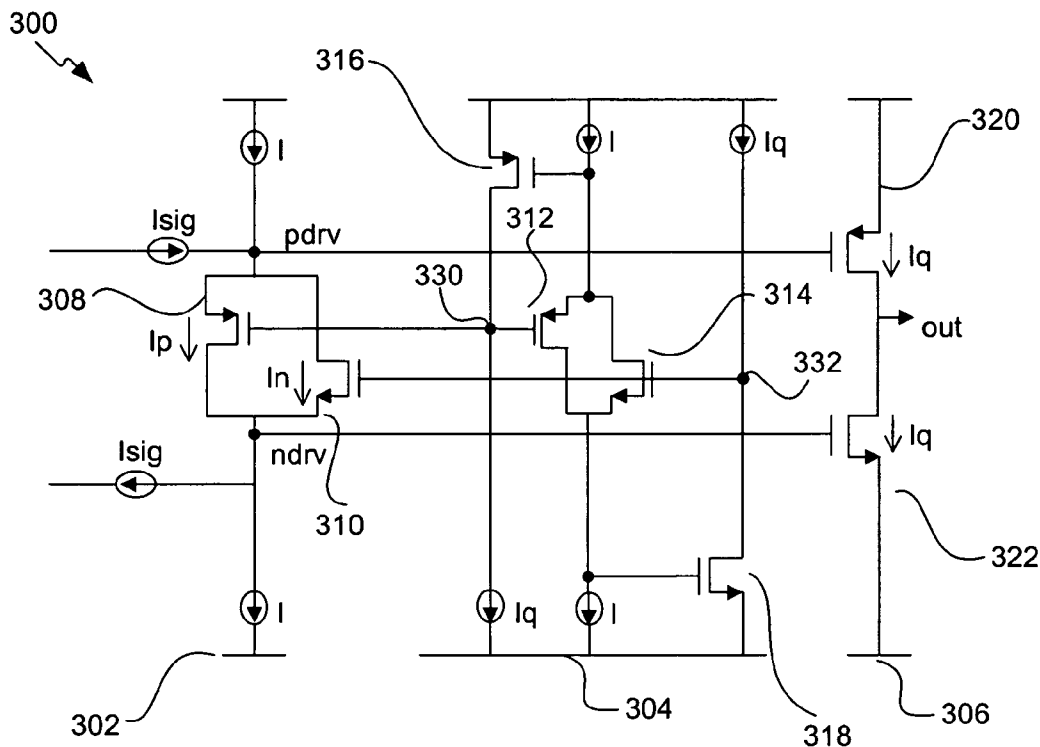 300
316
320
I
I
Iq
Isig
pdrv
312
314
Iq
308
330
out
Ip
In
332
Iq
ndrv
Isig
310
322
I
Iq
I
302
304
318
306